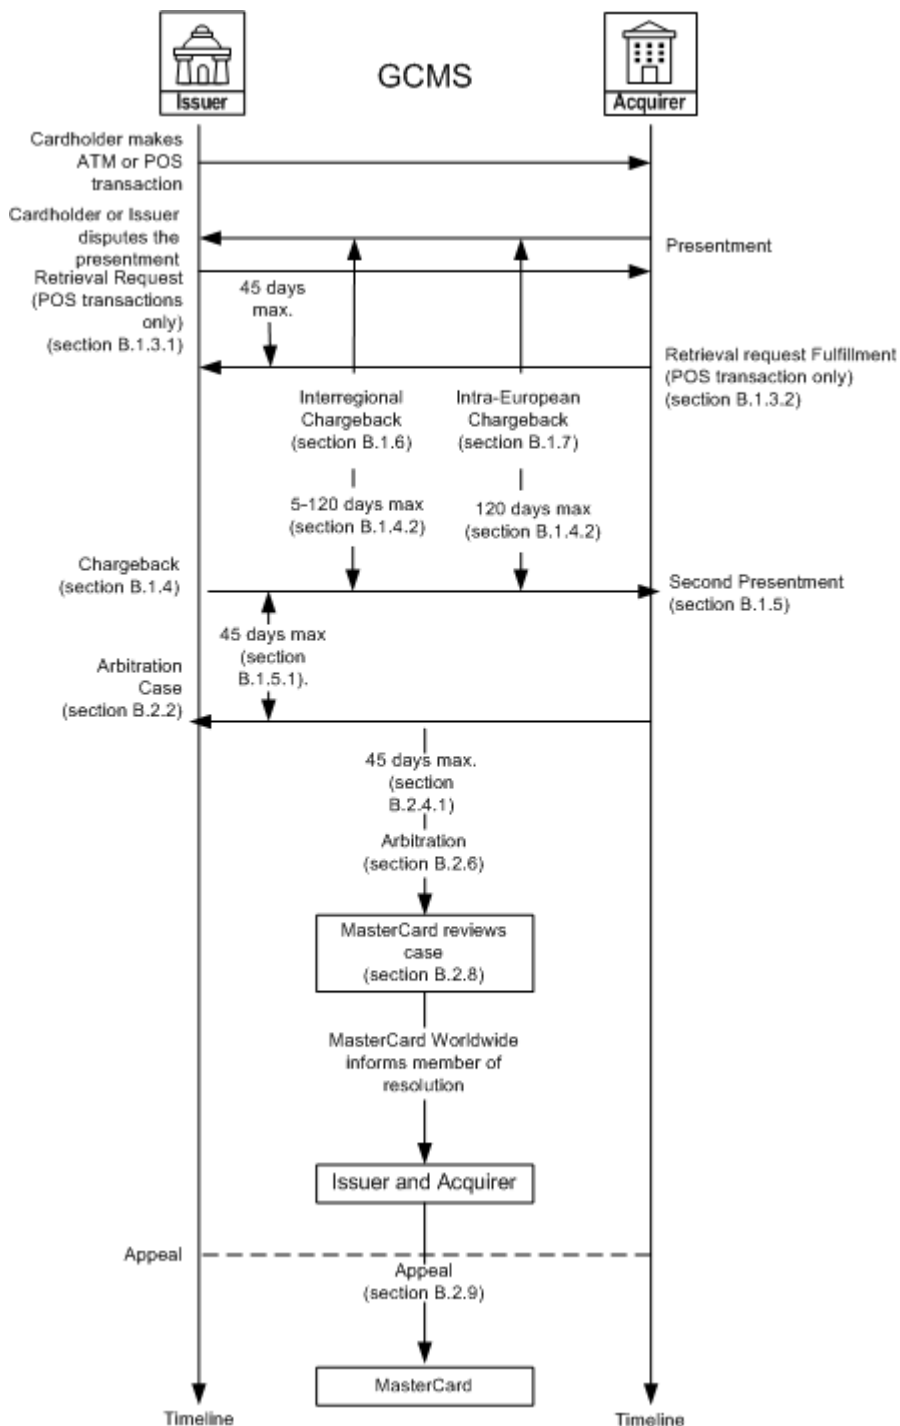 Issuer
GCMS
Acquirer
Cardholder makes
ATM or POS
transaction
Cardholder or Issuer
disputes the
presentment
Presentment
Retrieval Request
(POS transactions
only)
(section B.1.3.1)
45 days
max.
Retrieval request Fulfillment
(POS transaction only)
(section B.1.3.2)
Interregional
Chargeback
(section B.1.6)
Intra-European
Chargeback
(section B.1.7)
5-120 days max
(section B.1.4.2)
120 days max
(section B.1.4.2)
Chargeback
(section B.1.4)
Second Presentment
(section B.1.5)
45 days max
(section
B.1.5.1).
Arbitration
Case
(section B.2.2)
45 days max.
(section
B.2.4.1)
Arbitration
(section B.2.6)
MasterCard reviews
case
(section B.2.8)
MasterCard Worldwide
informs member of
resolution
Issuer and Acquirer
Appeal
Appeal
(section B.2.9)
MasterCard
Timeline
Timeline